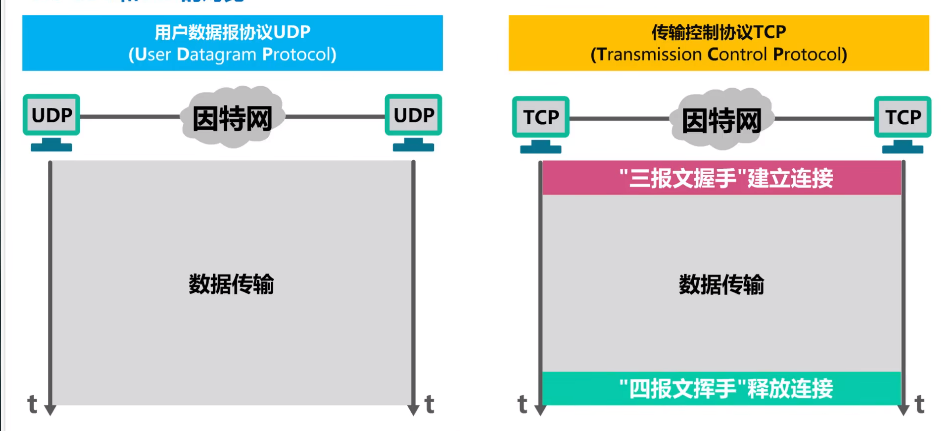 用户数据报协议UDP
(User Datagram Protocol)
UDP
因特网
UDP
数据传输
t
t
传输控制协议TCP
(Transmission Control Protocol)
TCP
因特网
TCP
"三报文握手"建立连接
数据传输
"四报文挥手"释放连接
t
t